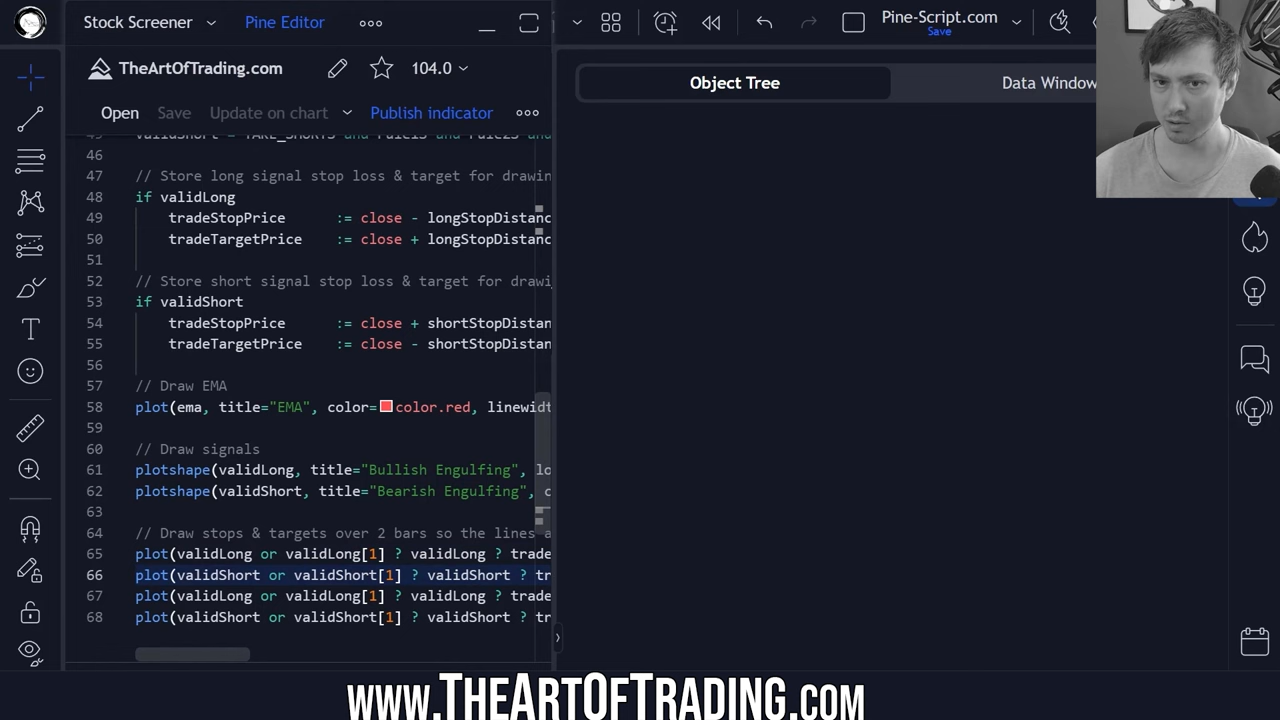 Stock Screener
Pine Editor
Pine-Script.com
Save
TheArtOfTrading.com
104.0
Object Tree
Data Window
Open
Save
Update on chart
Publish indicator
46
47 // Store long signal stop loss & target for drawin
48 if validLong
49 tradeStopPrice := close - longStopDistanc
50 tradeTargetPrice := close + longStopDistanc
51
52 // Store short signal stop loss & target for drawi
53 if validShort
54 tradeStopPrice := close + shortStopDistan
55 tradeTargetPrice := close - shortStopDistan
56
57 // Draw EMA
58 plot(ema, title="EMA", color=color.red, linewidt
59
60 // Draw signals
61 plotshape(validLong, title="Bullish Engulfing", lo
62 plotshape(validShort, title="Bearish Engulfing", c
63
64 // Draw stops & targets over 2 bars so the lines a
65 plot(validLong or validLong[1] ? validLong ? trade
66 plot(validShort or validShort[1] ? validShort ? tr
67 plot(validLong or validLong[1] ? validLong ? trade
68 plot(validShort or validShort[1] ? validShort ? tr
www.TheArtOfTrading.com